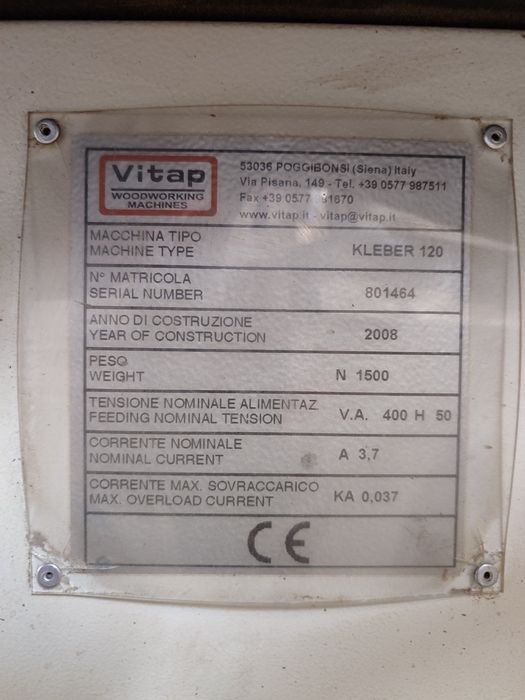 Vitap
WOODWORKING
MACHINES
53036 POGGIBONSI (Siena) Italy
Via Pisana, 149 - Tel. +39 0577 987511
Fax +39 0577
www.vitap.it - vitap@vitap.it
MACCHINA TIPO
MACHINE TYPE
KLEBER 120
N° MATRICOLA
SERIAL NUMBER
801464
ANNO DI COSTRUZIONE
YEAR OF CONSTRUCTION
2008
PESO
WEIGHT
N 1500
TENSIONE NOMINALE ALIMENTAZ.
FEEDING NOMINAL TENSION
V.A. 400 H 50
CORRENTE NOMINALE
NOMINAL CURRENT
A 3,7
CORRENTE MAX. SOVRACCARICO
MAX. OVERLOAD CURRENT
KA 0,037
CE